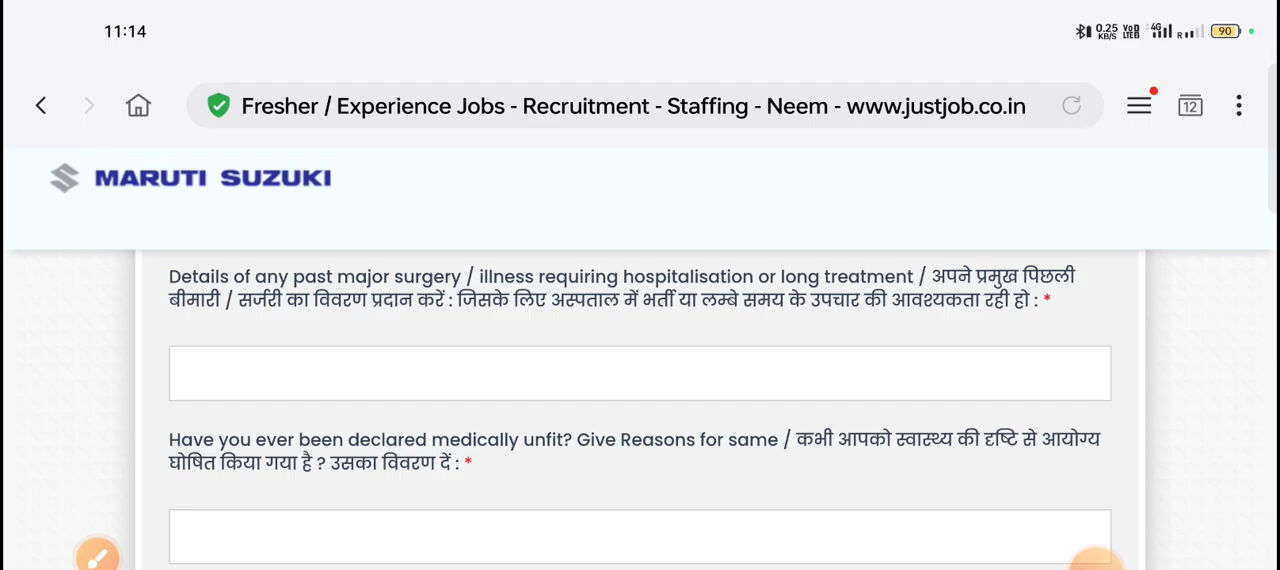 11:14
0.25 KB/S VoD LTE 4G R 90
Fresher / Experience Jobs - Recruitment - Staffing - Neem - www.justjob.co.in
12
MARUTI SUZUKI
Details of any past major surgery / illness requiring hospitalisation or long treatment / अपने प्रमुख पिछली
बीमारी / सर्जरी का विवरण प्रदान करें : जिसके लिए अस्पताल में भर्ती या लम्बे समय के उपचार की आवश्यकता रही हो : *
Have you ever been declared medically unfit? Give Reasons for same / कभी आपको स्वास्थ्य की दृष्टि से आयोग्य
घोषित किया गया है ? उसका विवरण दें : *